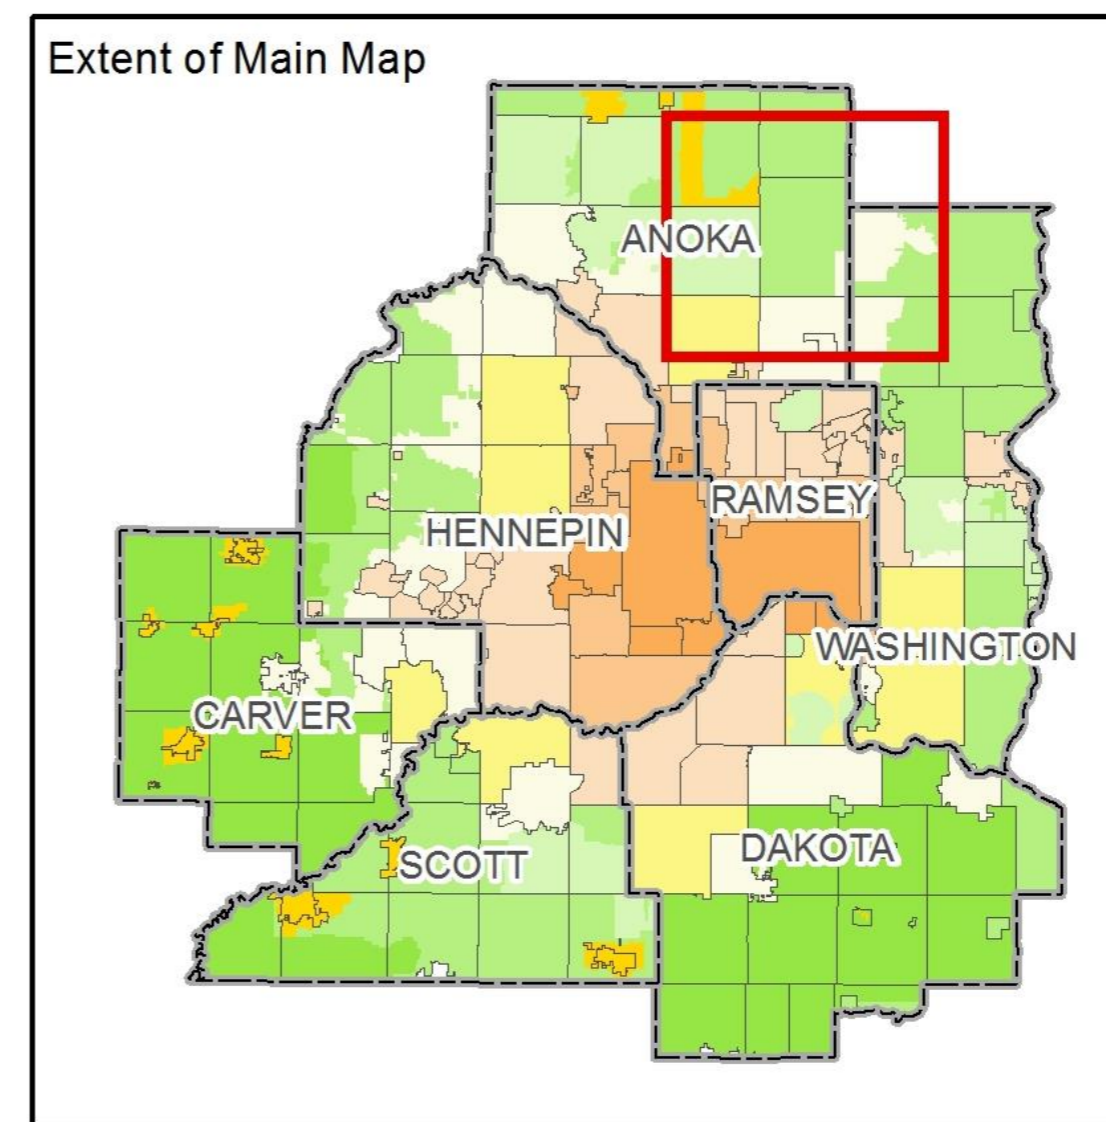 Extent of Main Map
ANOKA
RAMSEY
HENNEPIN
WASHINGTON
CARVER
DAKOTA
SCOTT